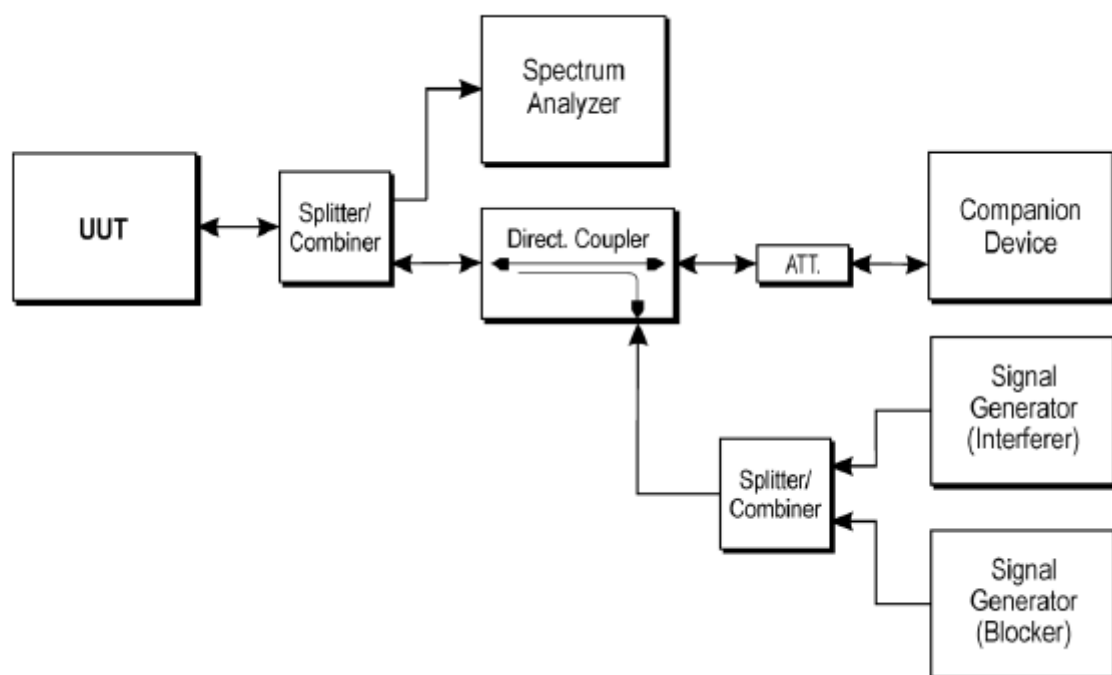 Spectrum
Analyzer
UUT
Splitter/
Combiner
Direct. Coupler
ATT.
Companion
Device
Signal
Generator
(Interferer)
Splitter/
Combiner
Signal
Generator
(Blocker)